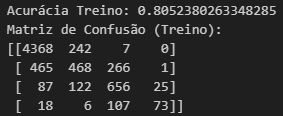 Acurácia Treino: 0.8052380263348285
Matriz de Confusão (Treino):
[[4368 242 7 0]
[ 465 468 266 1]
[ 87 122 656 25]
[ 18 6 107 73]]